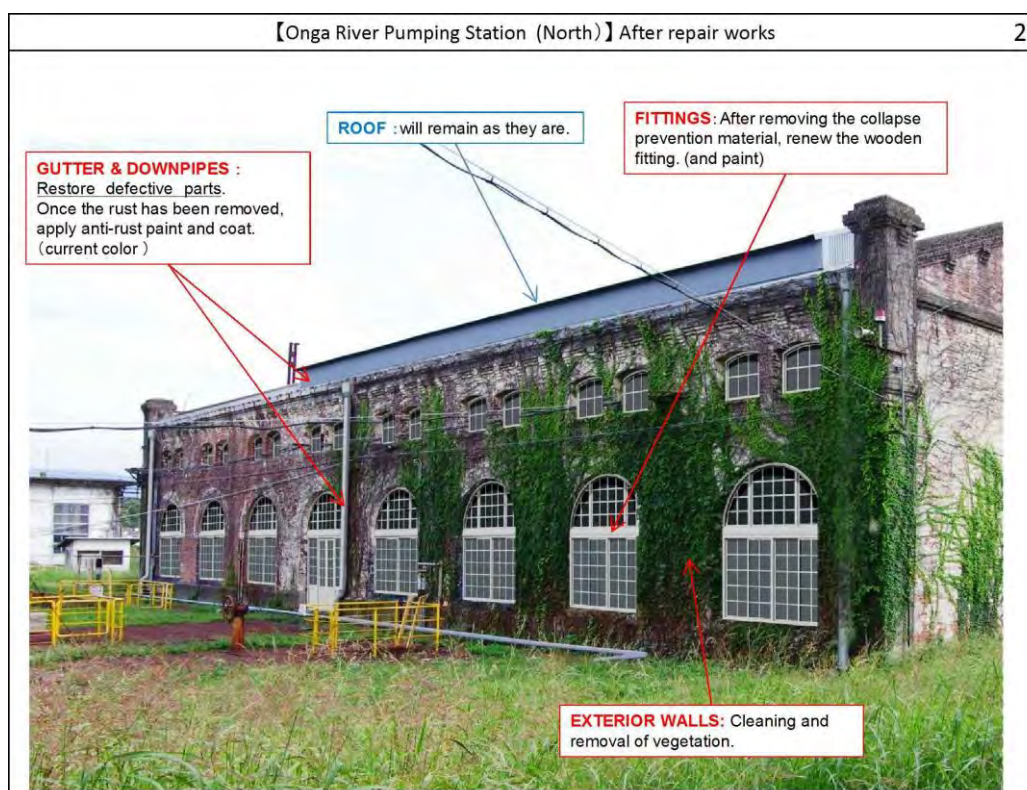 【Onga River Pumping Station (North)】After repair works
2
ROOF : will remain as they are.
FITTINGS: After removing the collapse
prevention material, renew the wooden
fitting. (and paint)
GUTTER & DOWNPIPES :
Restore defective parts.
Once the rust has been removed,
apply anti-rust paint and coat.
(current color )
EXTERIOR WALLS: Cleaning and
removal of vegetation.